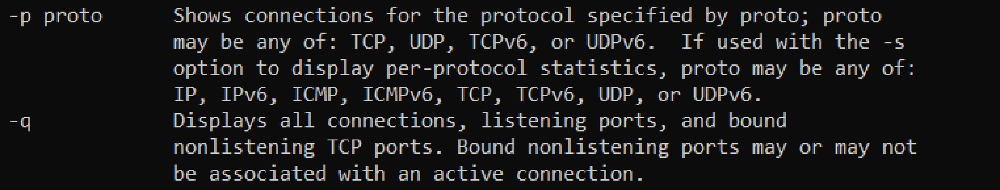 -p proto      Shows connections for the protocol specified by proto; proto
              may be any of: TCP, UDP, TCPv6, or UDPv6.  If used with the -s
              option to display per-protocol statistics, proto may be any of:
              IP, IPv6, ICMP, ICMPv6, TCP, TCPv6, UDP, or UDPv6.
-q            Displays all connections, listening ports, and bound
              nonlistening TCP ports. Bound nonlistening ports may or may not
              be associated with an active connection.